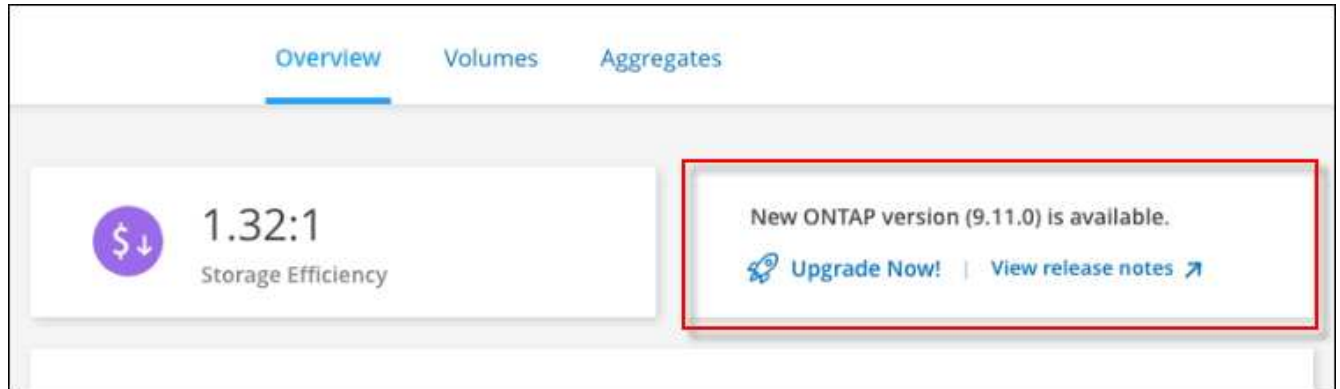 Overview Volumes Aggregates
$
1.32:1
Storage Efficiency
New ONTAP version (9.11.0) is available.
Upgrade Now! | View release notes